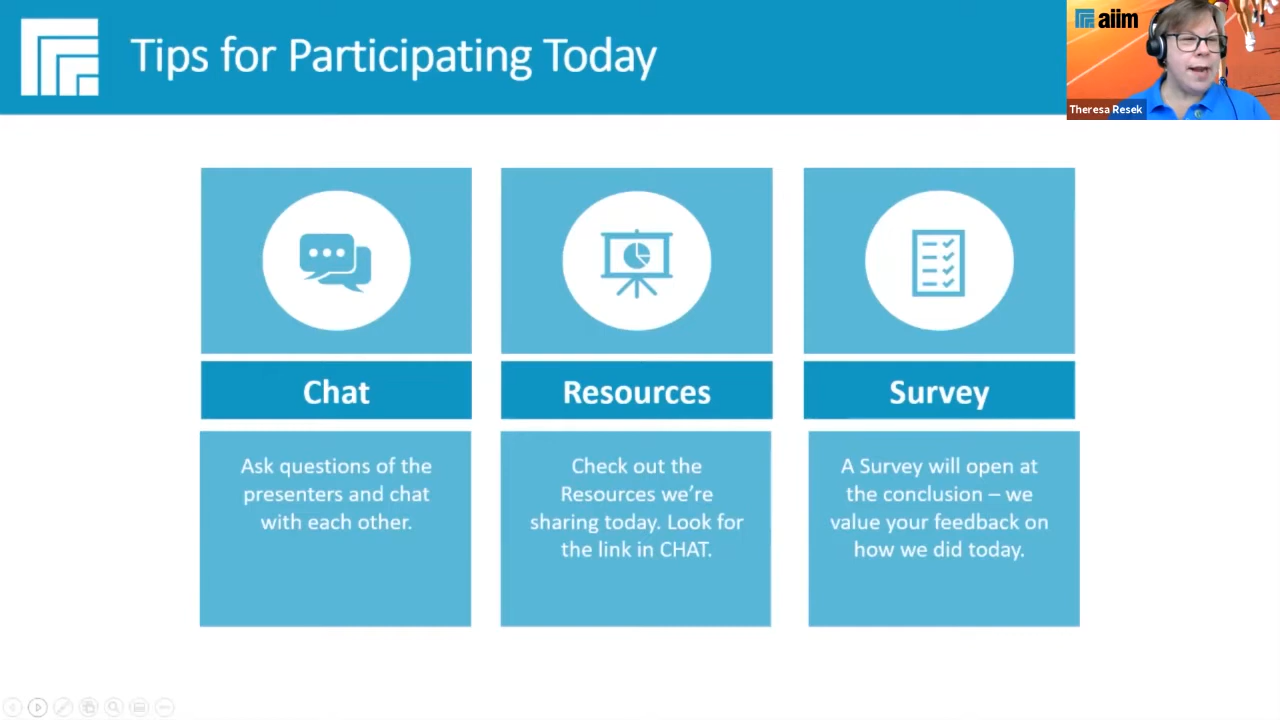 Tips for Participating Today
aiim
Theresa Resek
Chat
Ask questions of the
presenters and chat
with each other.
Resources
Check out the
Resources we're
sharing today. Look for
the link in CHAT.
Survey
A Survey will open at
the conclusion – we
value your feedback on
how we did today.